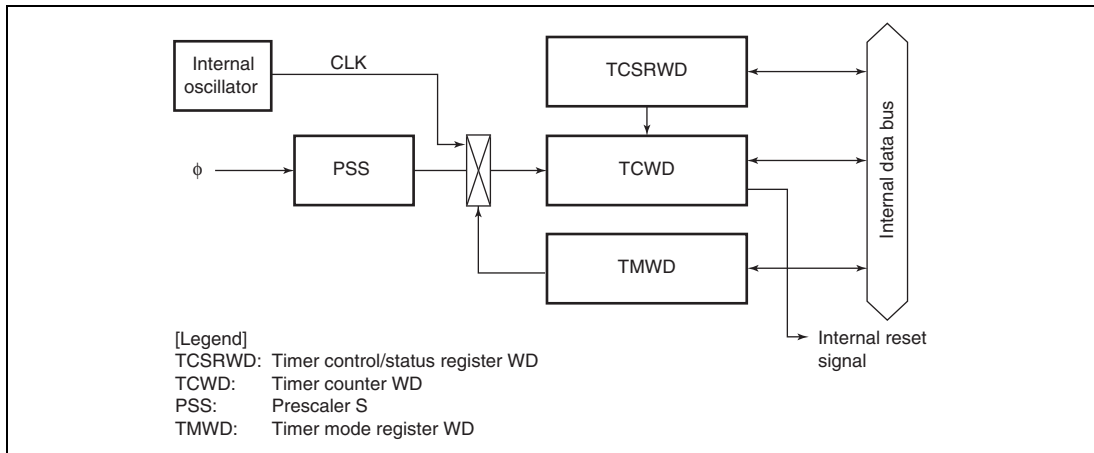 Internal
oscillator
CLK
TCSRWD
φ
PSS
TCWD
TMWD
Internal data bus
Internal reset
signal
[Legend]
TCSRWD: Timer control/status register WD
TCWD: Timer counter WD
PSS: Prescaler S
TMWD: Timer mode register WD